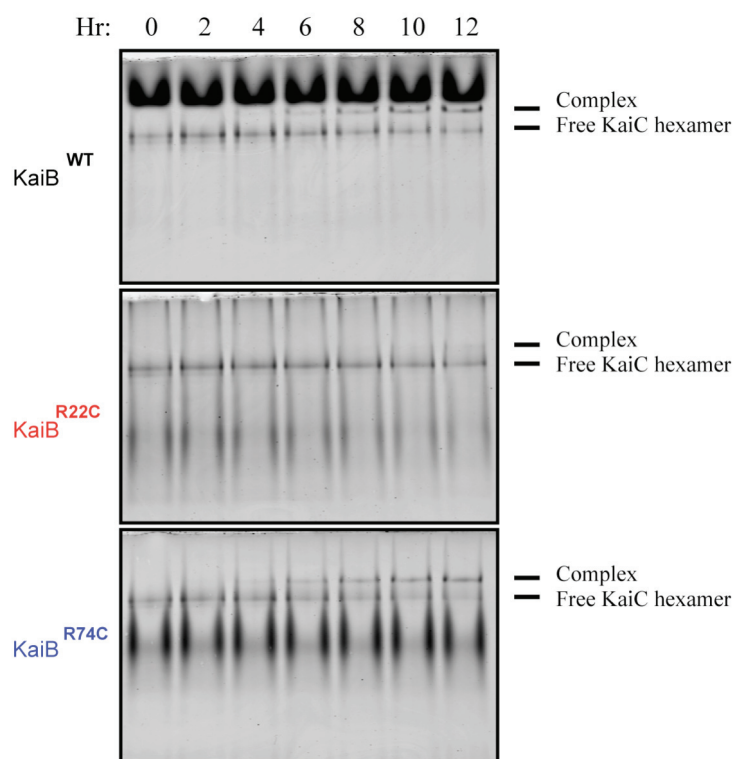 Hr: 0 2 4 6 8 10 12
Complex
Free KaiC hexamer
KaiB WT
Complex
Free KaiC hexamer
KaiB R22C
Complex
Free KaiC hexamer
KaiB R74C